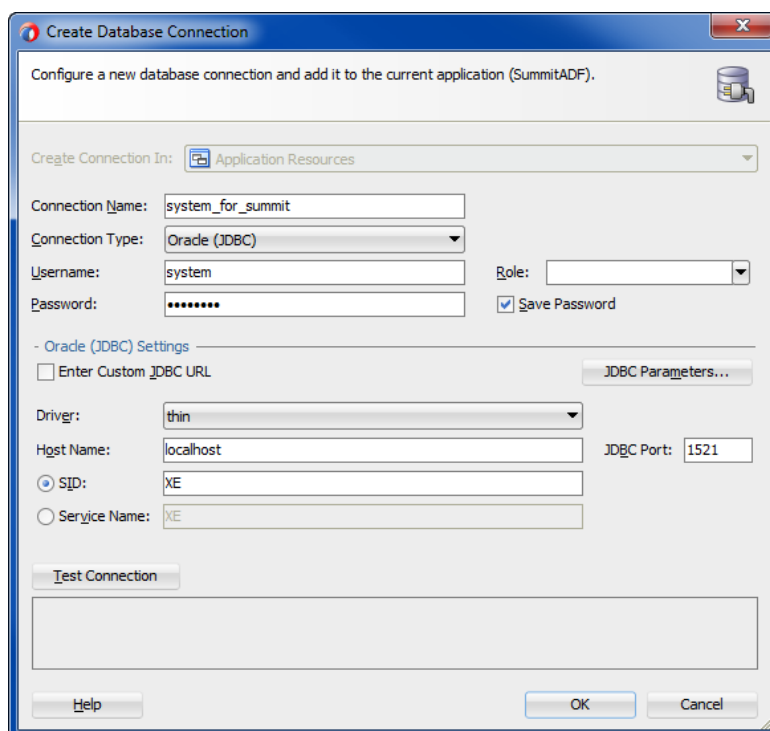 Create Database Connection
Configure a new database connection and add it to the current application (SummitADF).
Create Connection In: Application Resources
Connection Name: system_for_summit
Connection Type: Oracle (JDBC)
Username: system Role:
Password: •••••••• Save Password
- Oracle (JDBC) Settings
Enter Custom JDBC URL JDBC Parameters...
Driver: thin
Host Name: localhost JDBC Port: 1521
SID: XE
Service Name: XE
Test Connection
Help OK Cancel